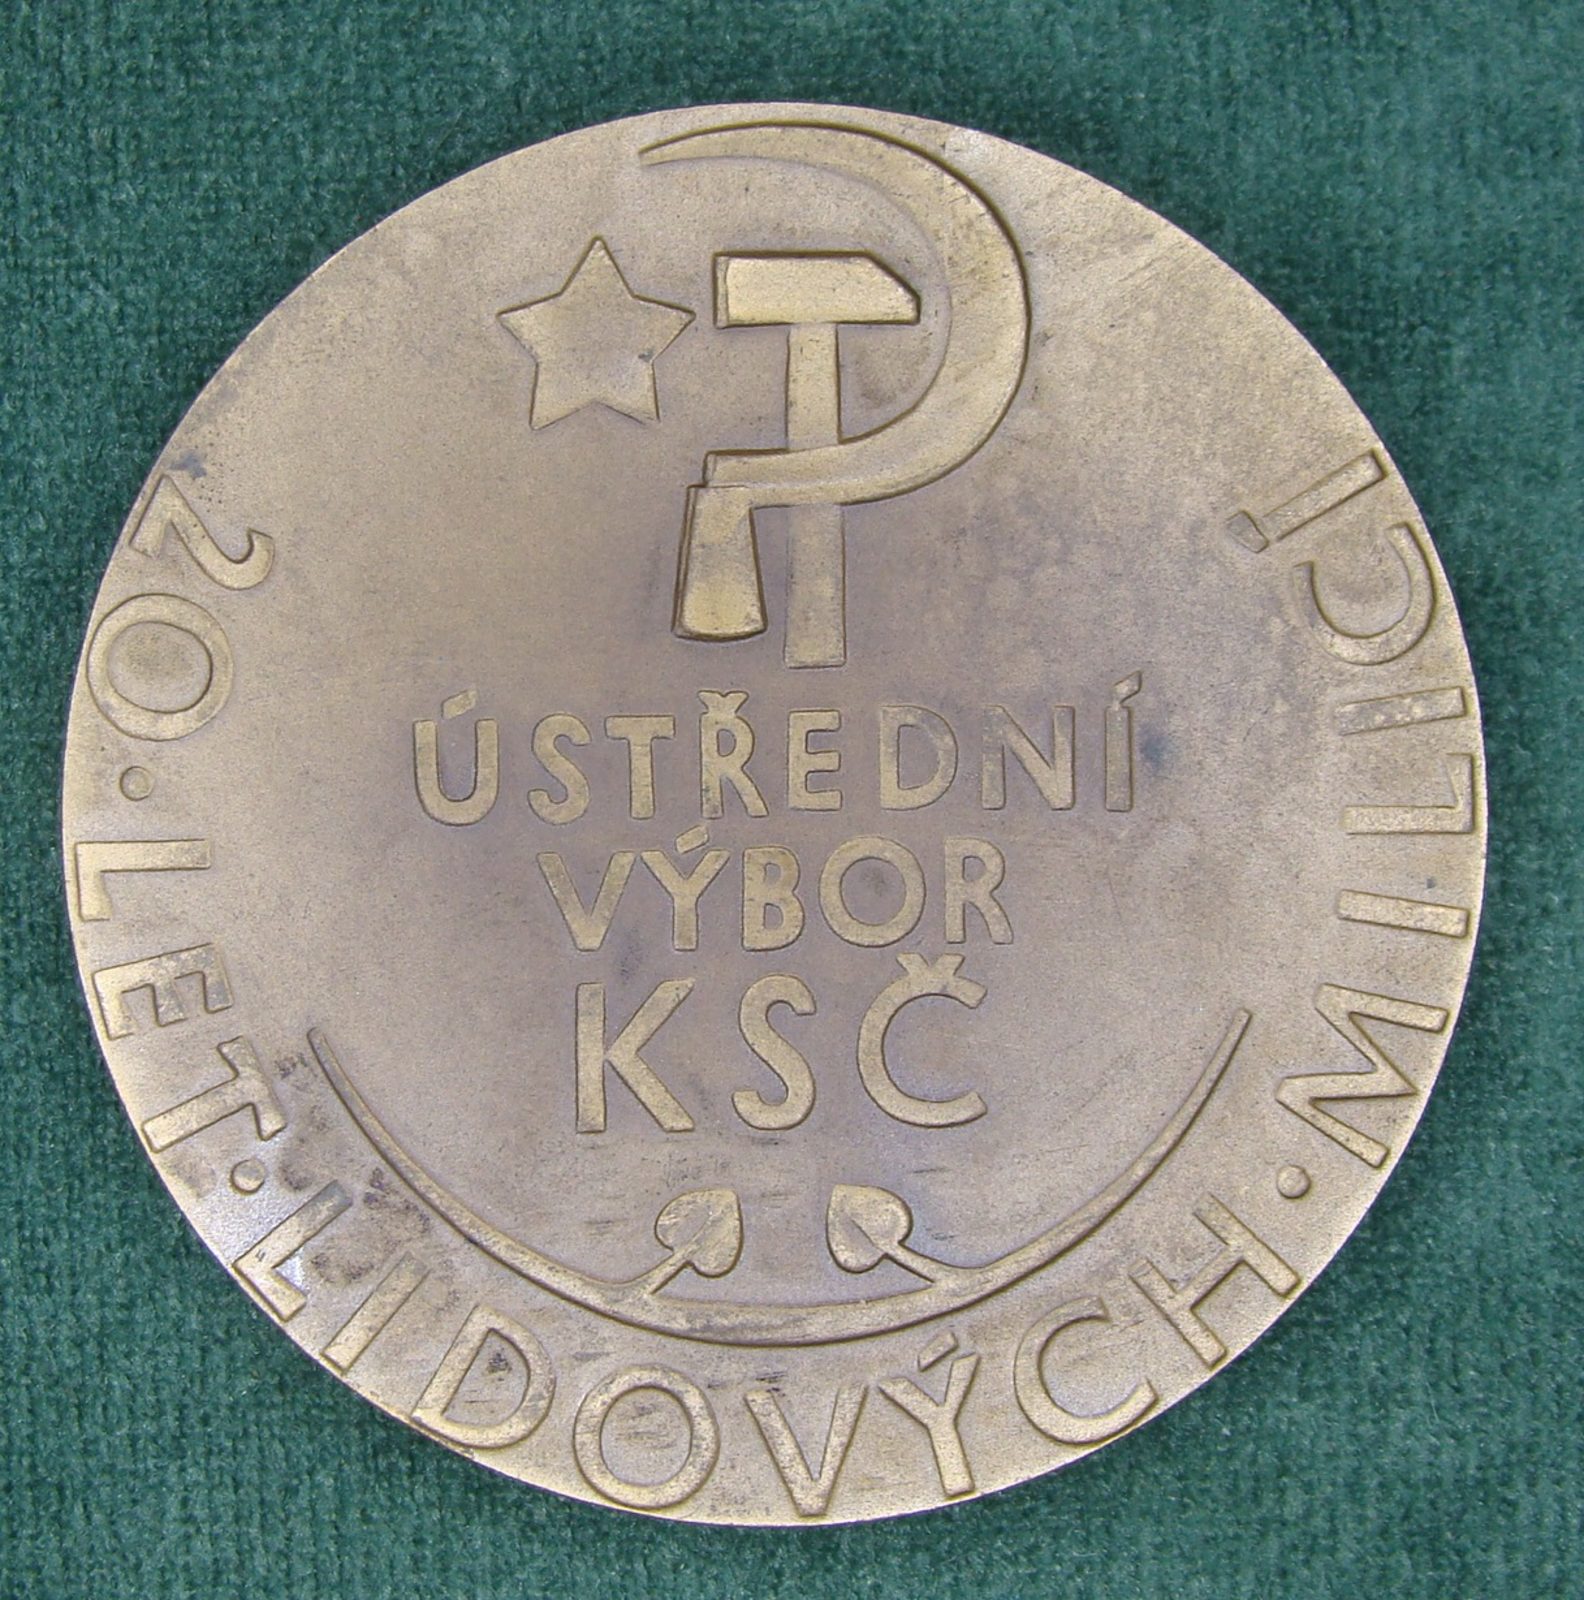 ÚSTŘEDNÍ
VÝBOR
KSČ
20·LET·LIDOVÝCH·MILICÍ